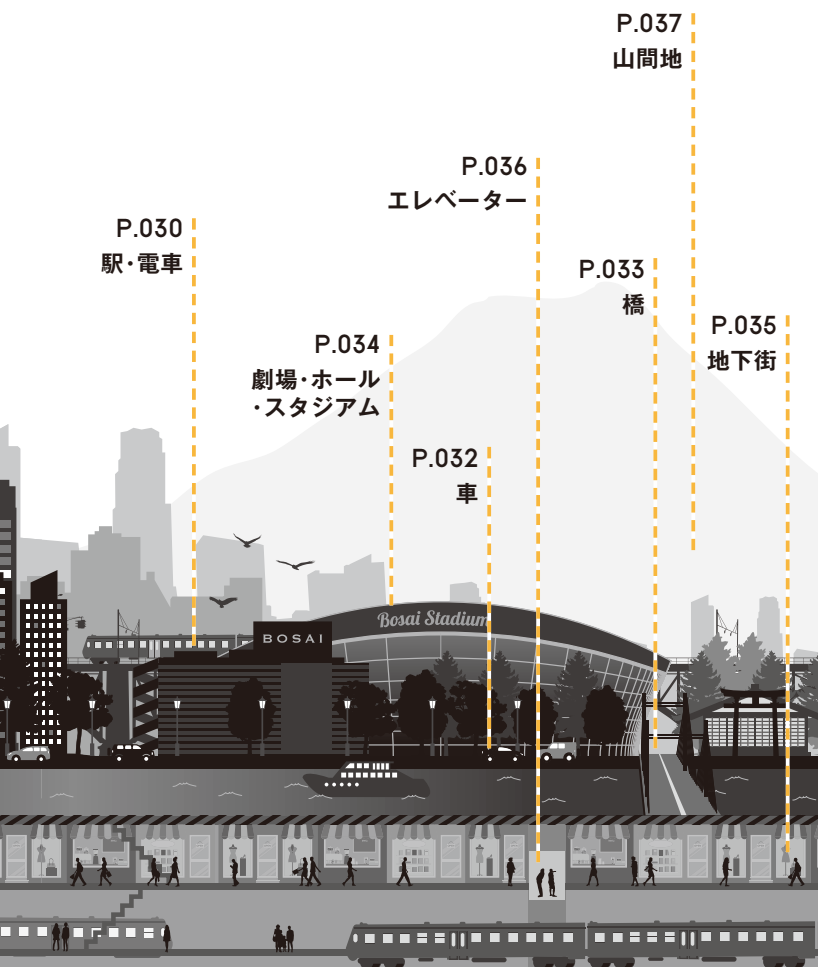 P.037
山間地
P.036
エレベーター
P.030
駅・電車
P.033
橋
P.035
地下街
P.034
劇場・ホール
・スタジアム
P.032
車
Bosai Stadium
BOSAI